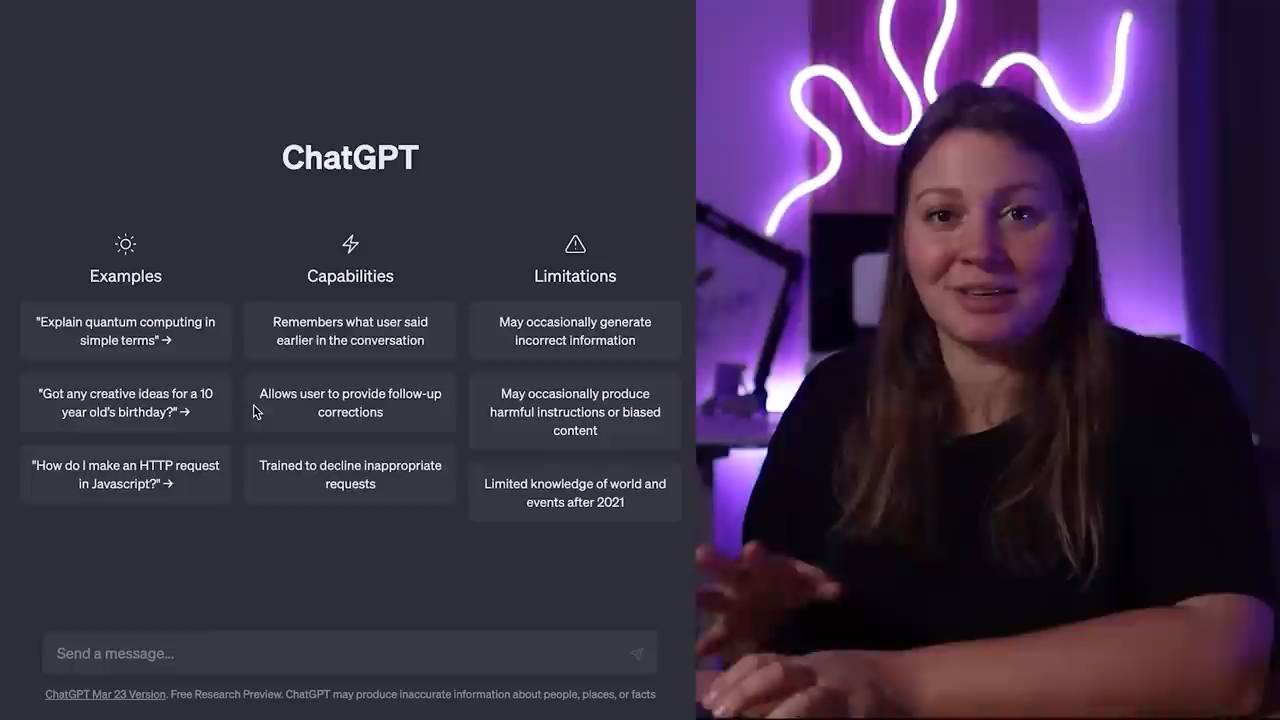 ChatGPT
Examples
"Explain quantum computing in
simple terms" →
"Got any creative ideas for a 10
year old's birthday?" →
"How do I make an HTTP request
in Javascript?" →
Capabilities
Remembers what user said
earlier in the conversation
Allows user to provide follow-up
corrections
Trained to decline inappropriate
requests
Limitations
May occasionally generate
incorrect information
May occasionally produce
harmful instructions or biased
content
Limited knowledge of world and
events after 2021
Send a message...
ChatGPT Mar 23 Version. Free Research Preview. ChatGPT may produce inaccurate information about people, places, or facts